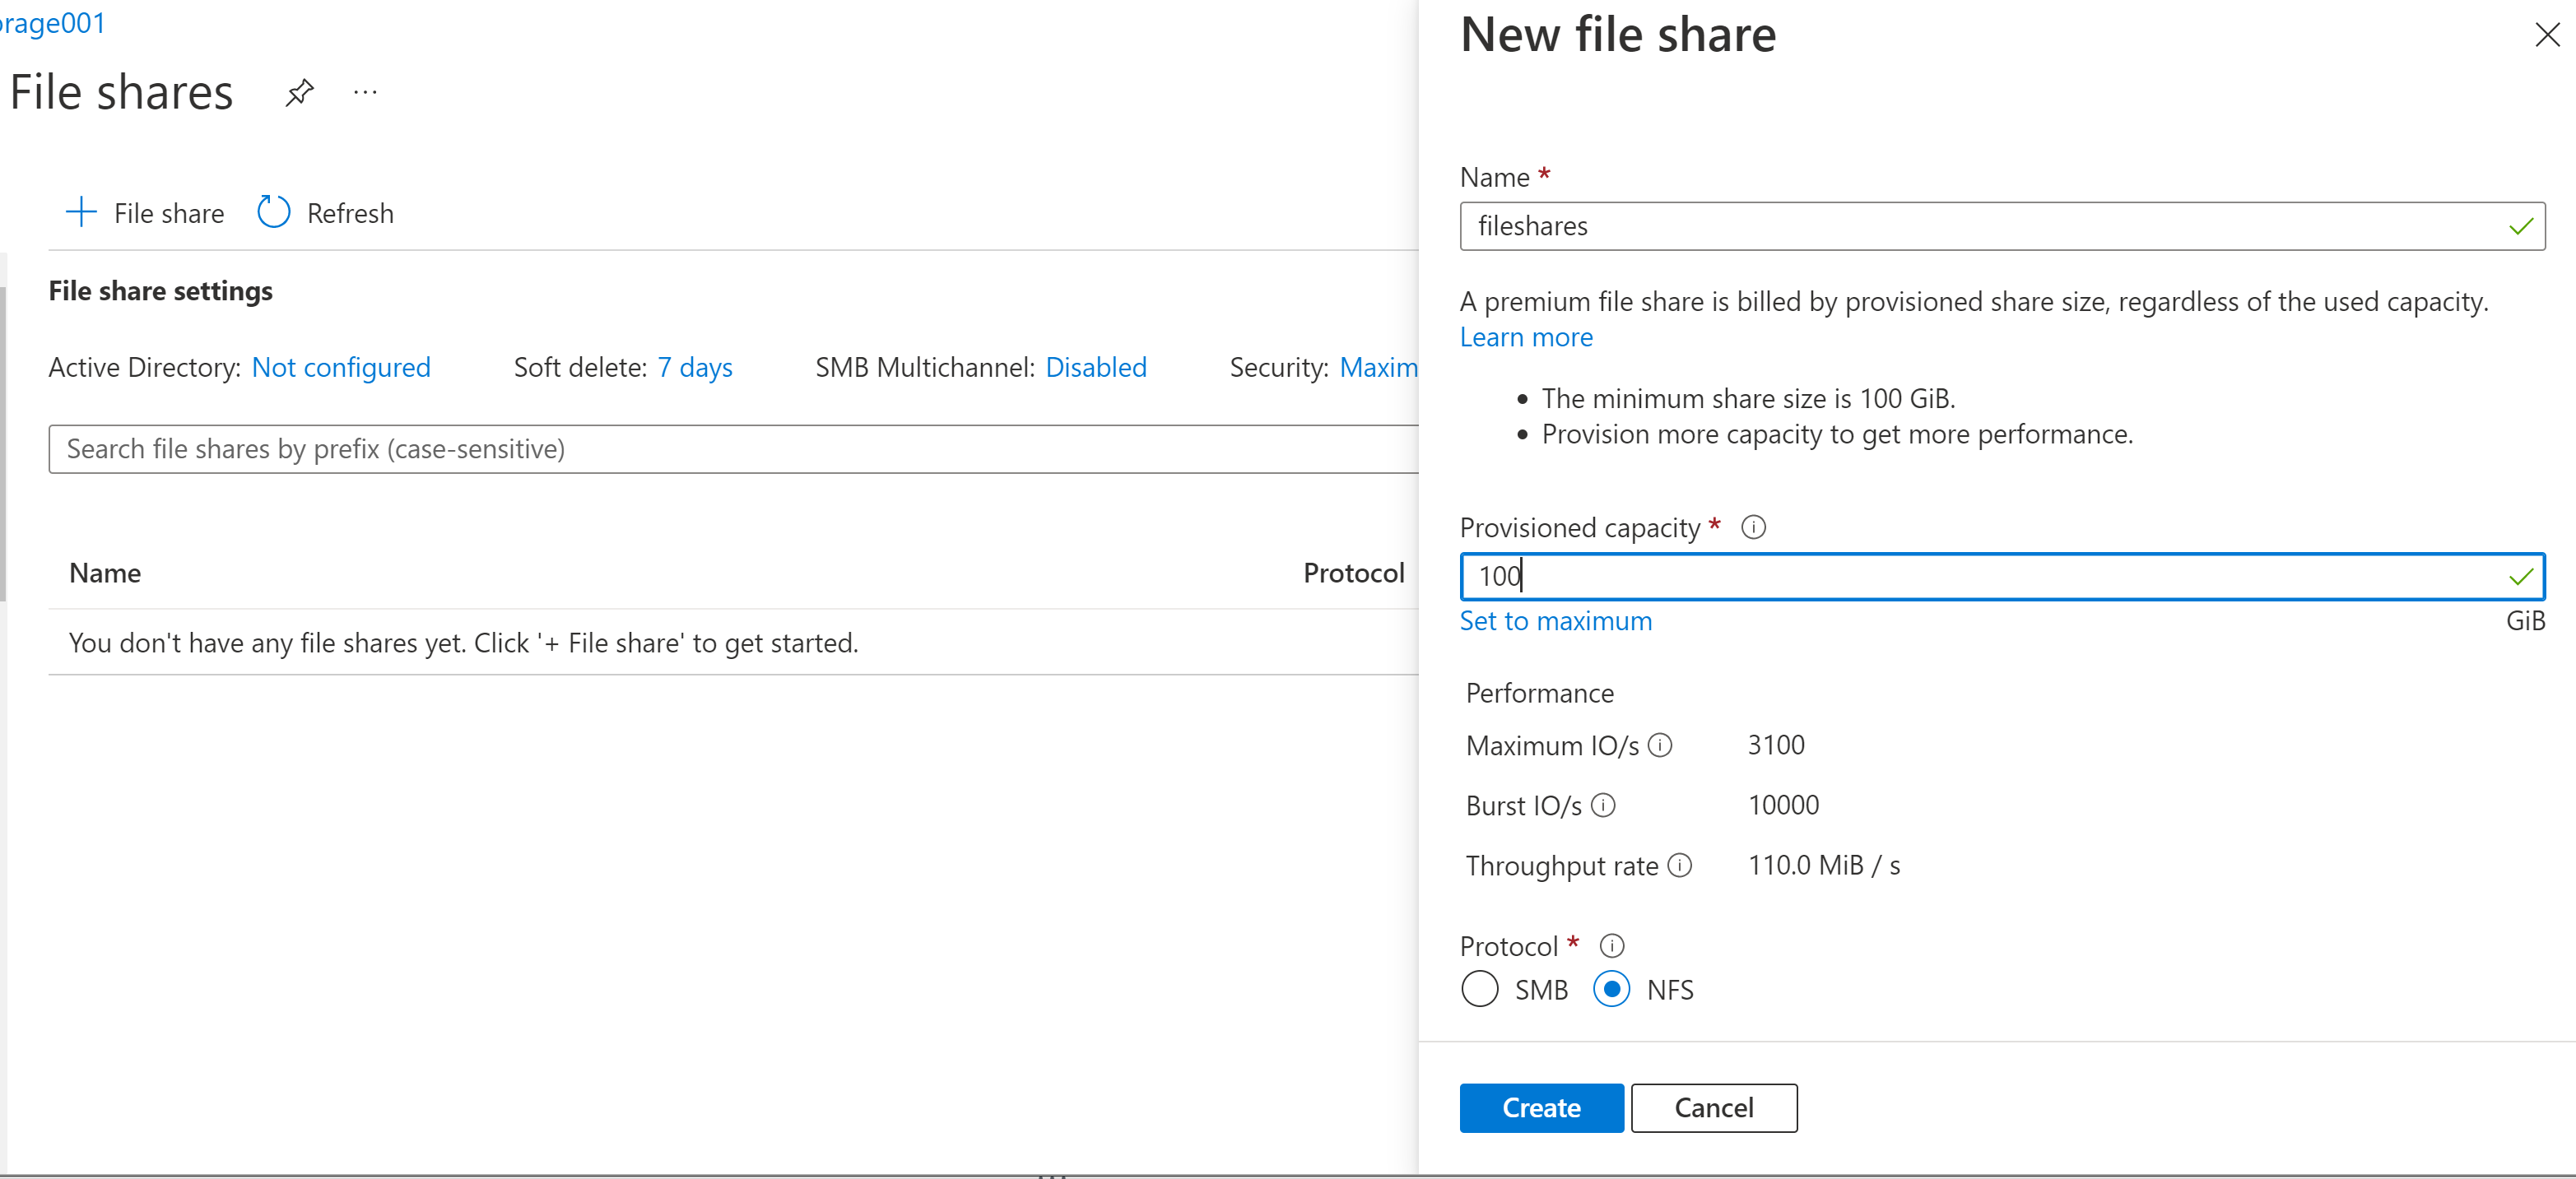 orage001
File shares
File share
Refresh
File share settings
Active Directory: Not configured
Soft delete: 7 days
SMB Multichannel: Disabled
Security: Maxim
Search file shares by prefix (case-sensitive)
Name
Protocol
You don't have any file shares yet. Click '+ File share' to get started.
New file share
Name *
fileshares
A premium file share is billed by provisioned share size, regardless of the used capacity.
Learn more
• The minimum share size is 100 GiB.
• Provision more capacity to get more performance.
Provisioned capacity *
100
Set to maximum
GiB
Performance
Maximum IO/s 3100
Burst IO/s 10000
Throughput rate 110.0 MiB / s
Protocol *
SMB
NFS
Create
Cancel